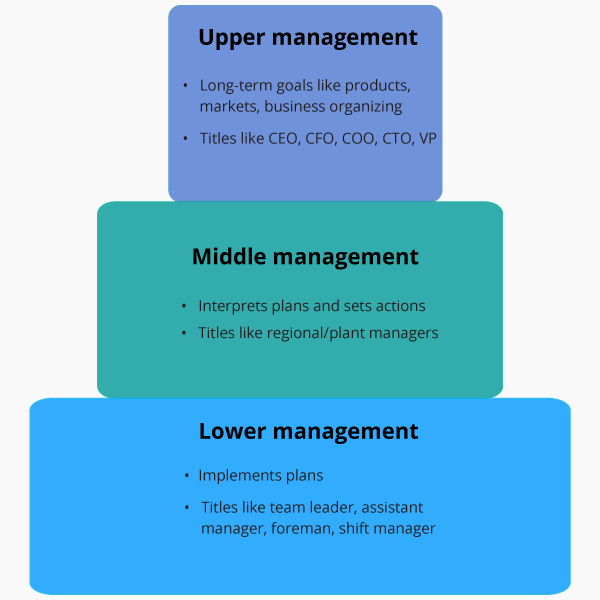 Upper management
• Long-term goals like products,
markets, business organizing
• Titles like CEO, CFO, COO, CTO, VP
Middle management
• Interprets plans and sets actions
• Titles like regional/plant managers
Lower management
• Implements plans
• Titles like team leader, assistant
manager, foreman, shift manager